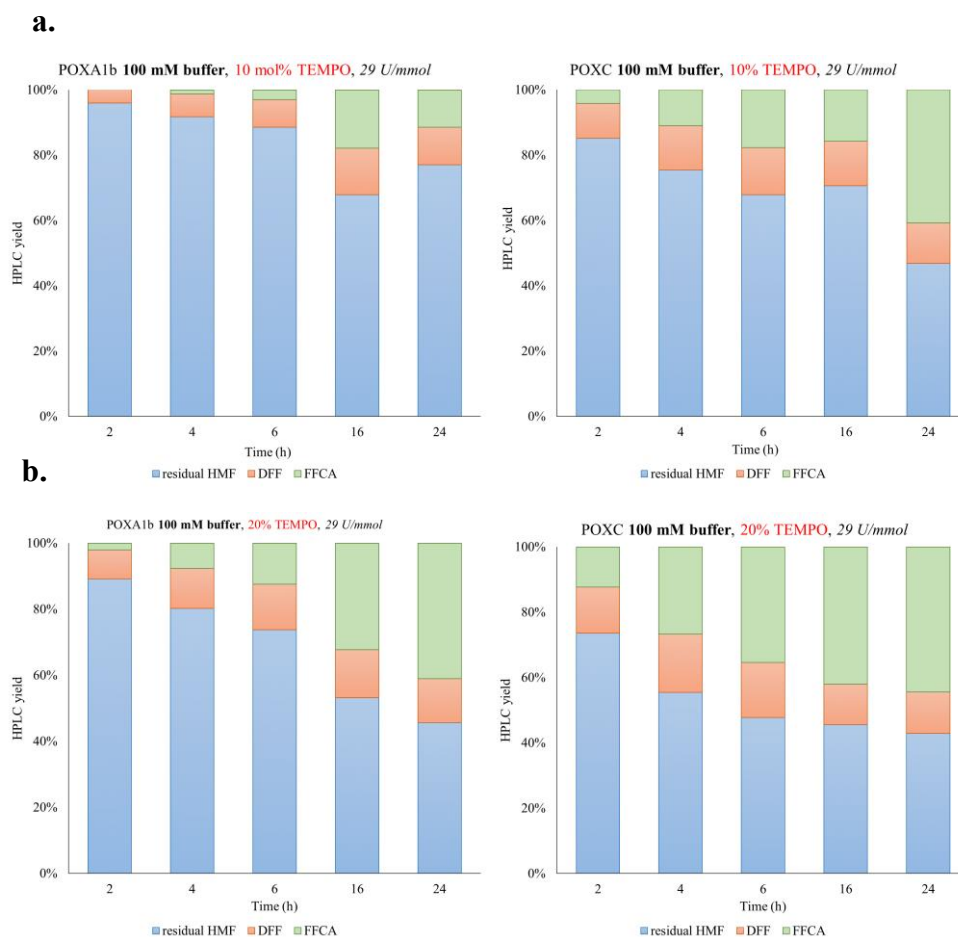 a.
POXA1b 100 mM buffer, 10 mol% TEMPO, 29 U/mmol
100%
80%
60%
40%
20%
0%
HPLC yield
2 4 6 16 24
Time (h)
residual HMF DFF FFCA
POXC 100 mM buffer, 10% TEMPO, 29 U/mmol
100%
80%
60%
40%
20%
0%
HPLC yield
2 4 6 16 24
Time (h)
residual HMF DFF FFCA
b.
POXA1b 100 mM buffer, 20% TEMPO, 29 U/mmol
100%
80%
60%
40%
20%
0%
HPLC yield
2 4 6 16 24
Time (h)
residual HMF DFF FFCA
POXC 100 mM buffer, 20% TEMPO, 29 U/mmol
100%
80%
60%
40%
20%
0%
HPLC yield
2 4 6 16 24
Time (h)
residual HMF DFF FFCA